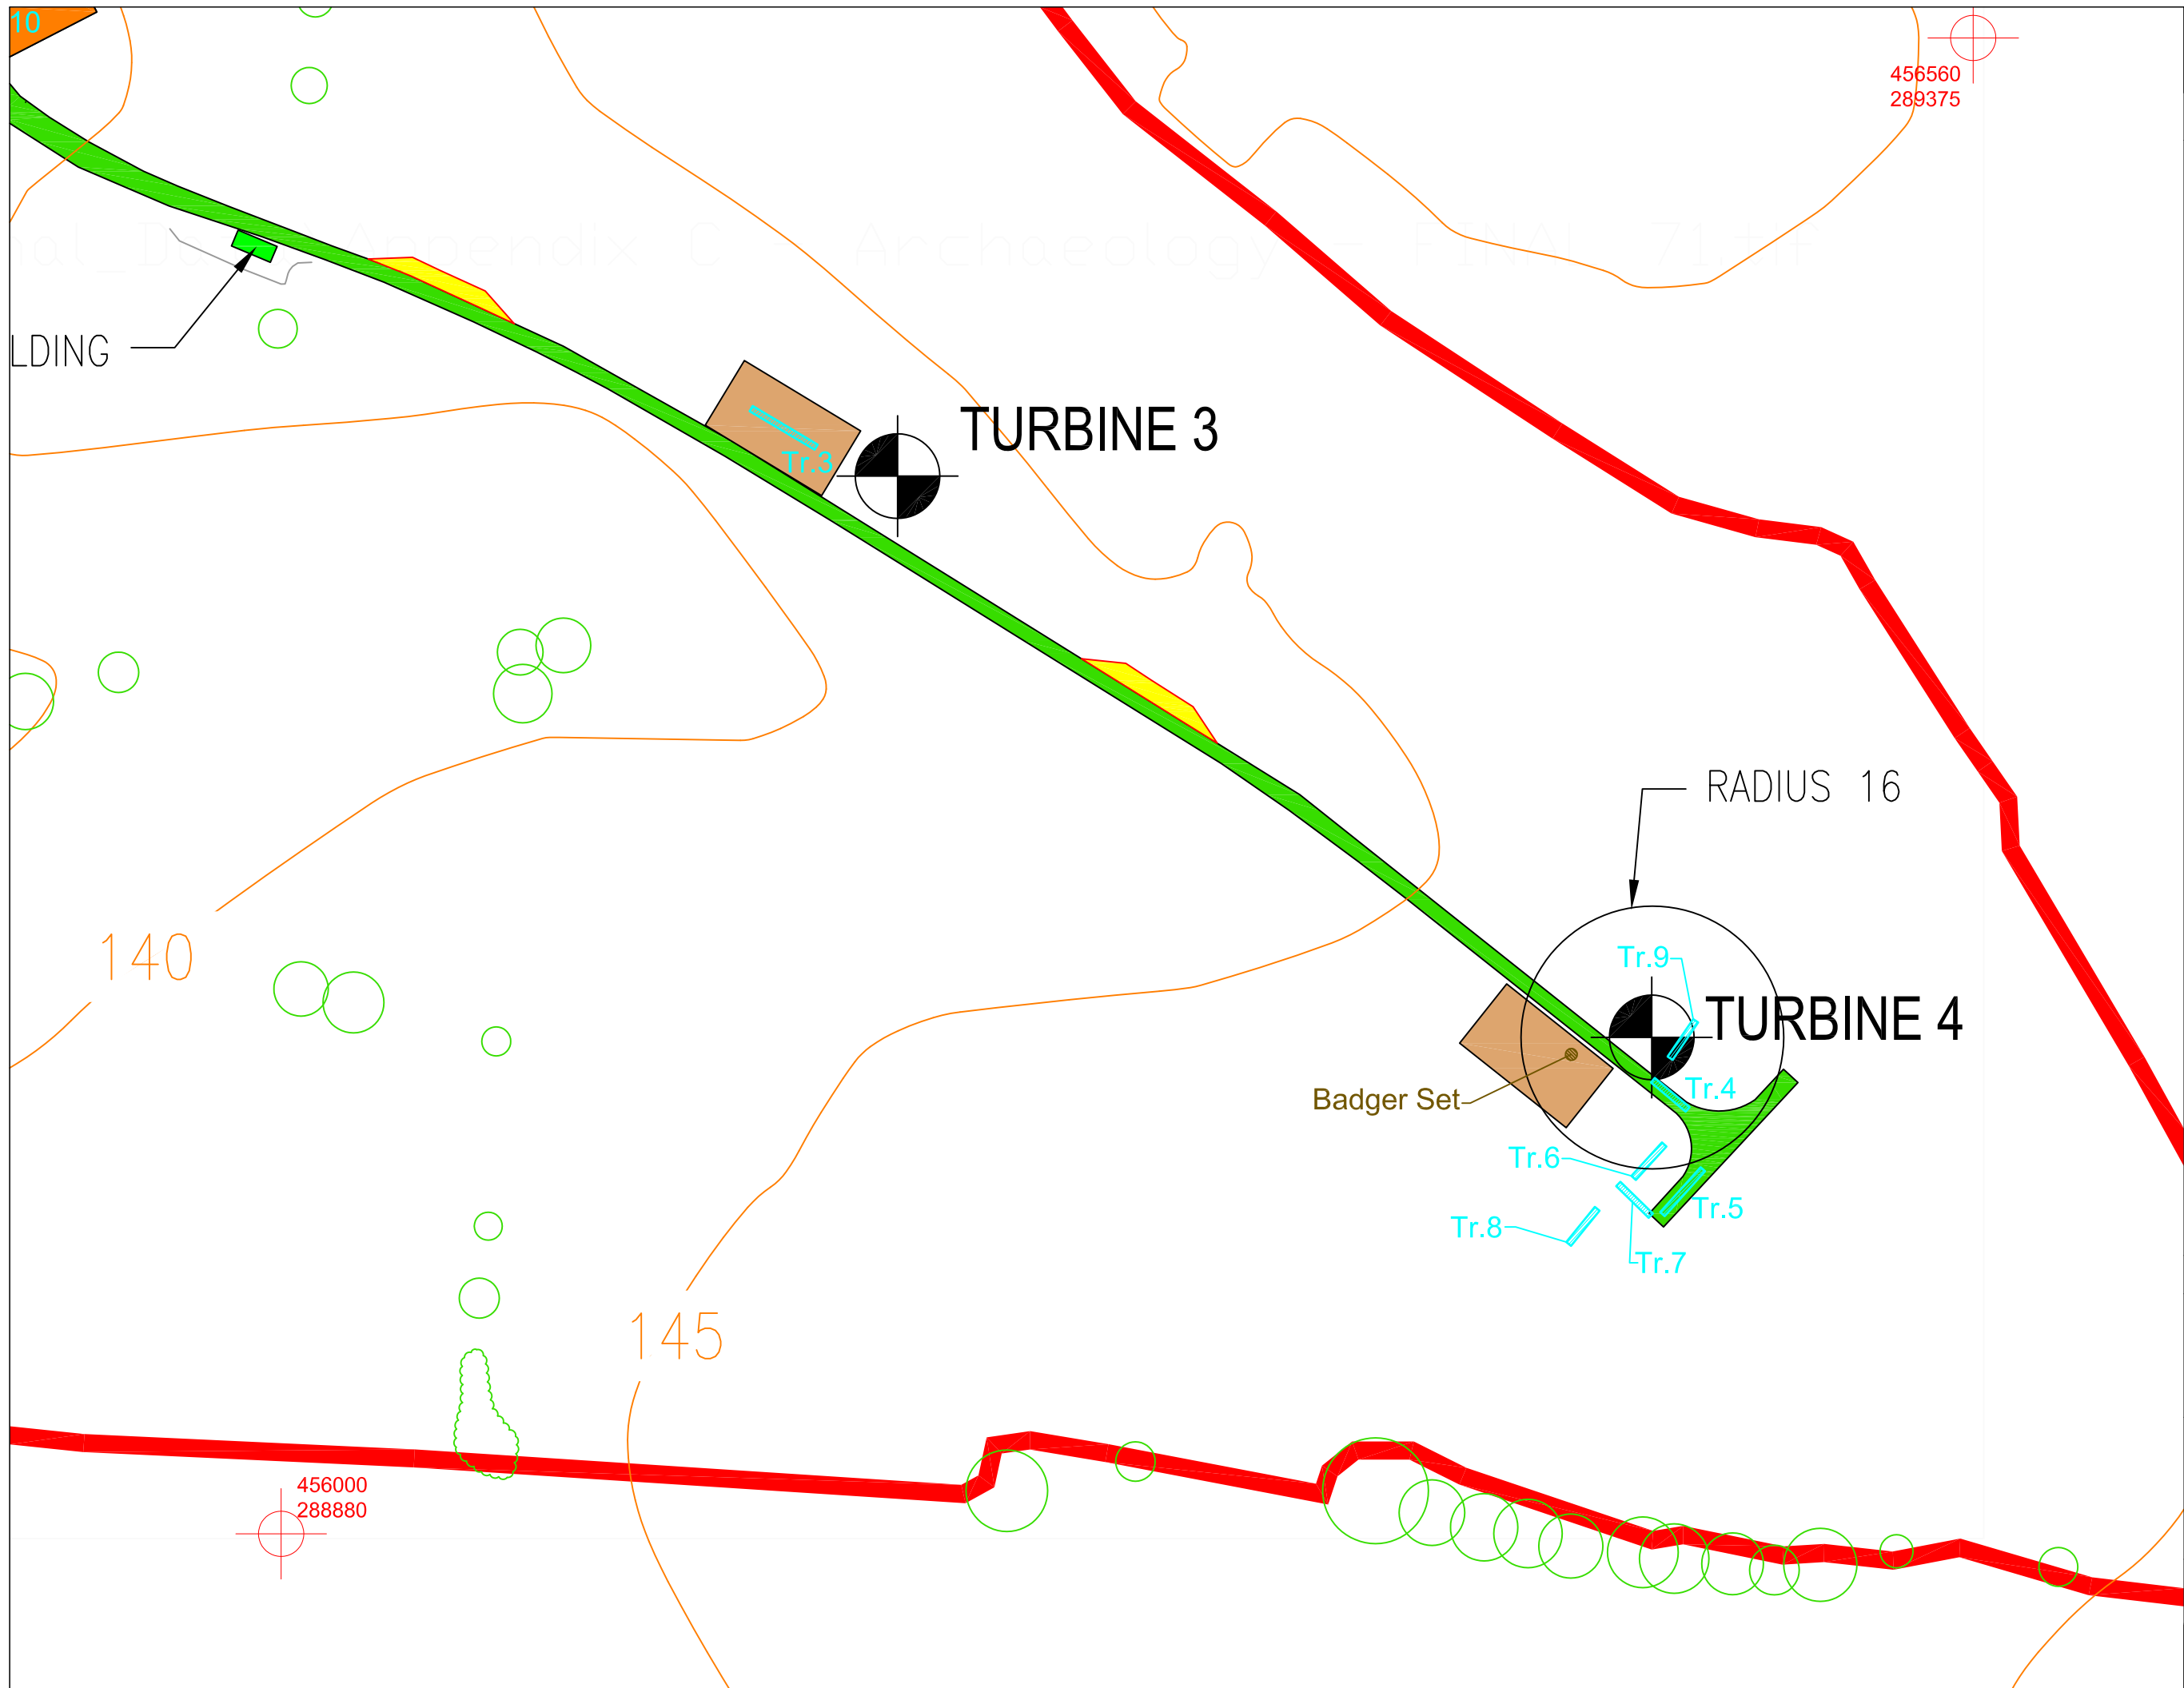 10
456560
289375
LDING
TURBINE 3
Tr.3
RADIUS 16
140
Tr.9
TURBINE 4
Badger Set
Tr.4
Tr.6
Tr.5
Tr.8
Tr.7
145
456000
288880